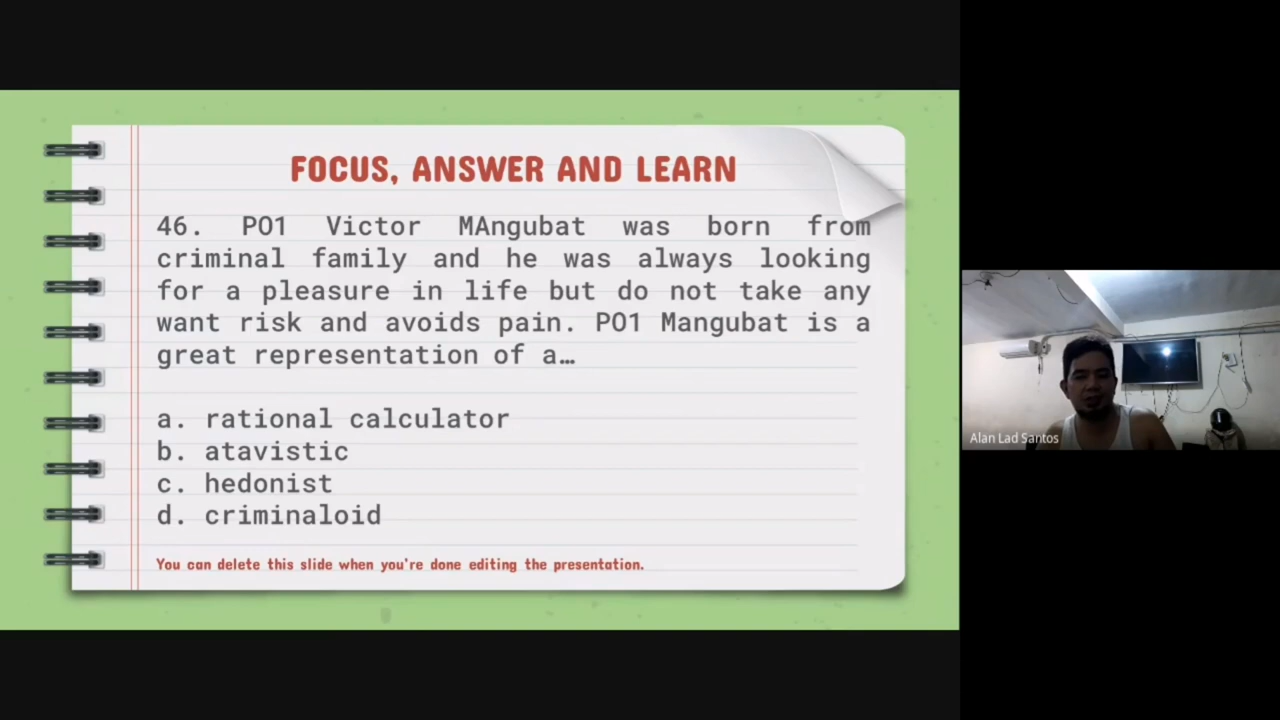 FOCUS, ANSWER AND LEARN
46. PO1 Victor MAngubat was born from
criminal family and he was always looking
for a pleasure in life but do not take any
want risk and avoids pain. PO1 Mangubat is a
great representation of a…
a. rational calculator
b. atavistic
c. hedonist
d. criminaloid
You can delete this slide when you're done editing the presentation.
Alan Lad Santos